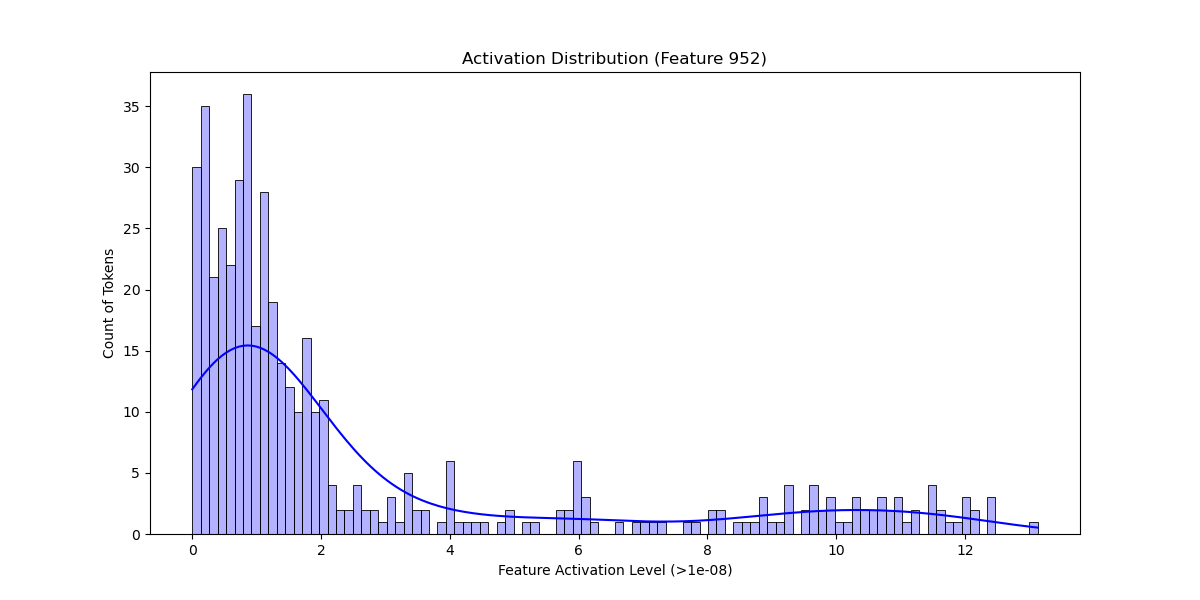 Activation Distribution (Feature 952)
35
30
25
20
15
10
5
0
Count of Tokens
0 2 4 6 8 10 12
Feature Activation Level (>1e-08)